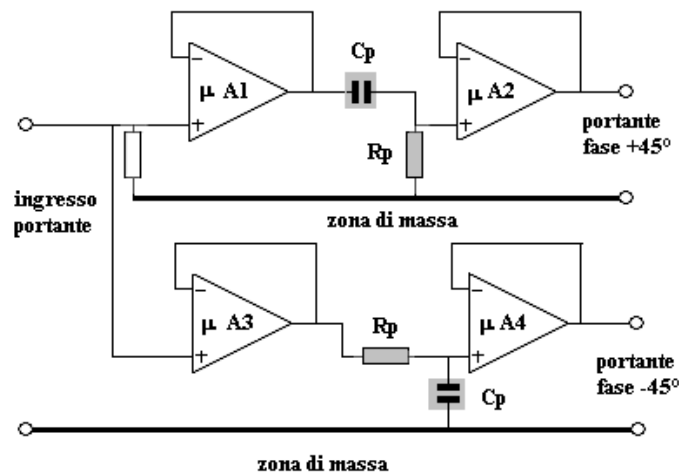 Cp
μ A1
μ A2
Rp
portante
fase +45°
ingresso
portante
zona di massa
μ A3
Rp
μ A4
portante
fase -45°
Cp
zona di massa